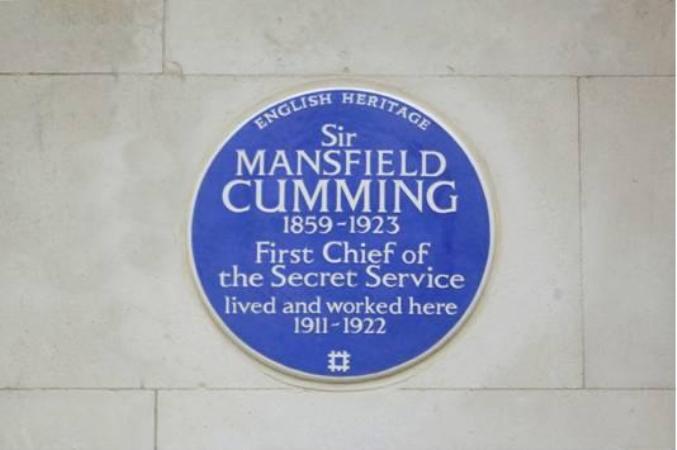 ENGLISH HERITAGE
Sir
MANSFIELD
CUMMING
1859-1923
First Chief of
the Secret Service
lived and worked here
1911-1922